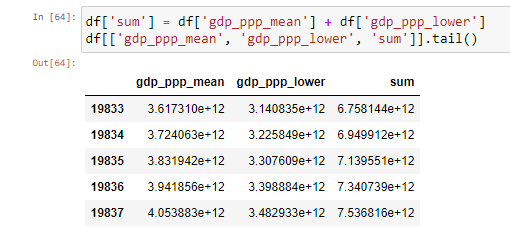 In [64]: df['sum'] = df['gdp_ppp_mean'] + df['gdp_ppp_lower']
df[['gdp_ppp_mean', 'gdp_ppp_lower', 'sum']].tail()
Out[64]:
gdp_ppp_mean gdp_ppp_lower sum
19833 3.617310e+12 3.140835e+12 6.758144e+12
19834 3.724063e+12 3.225849e+12 6.949912e+12
19835 3.831942e+12 3.307609e+12 7.139551e+12
19836 3.941856e+12 3.398884e+12 7.340739e+12
19837 4.053883e+12 3.482933e+12 7.536816e+12